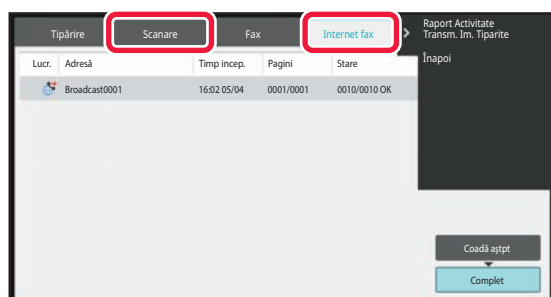 Tipărire Scanare Fax Internet fax
Raport Activitate
Transm. Im. Tiparite
Înapoi
Lucr. Adresă Timp incep. Pagini Stare
Broadcast0001 16:02 05/04 0001/0001 0010/0010 OK
Coadă aștpt
Complet